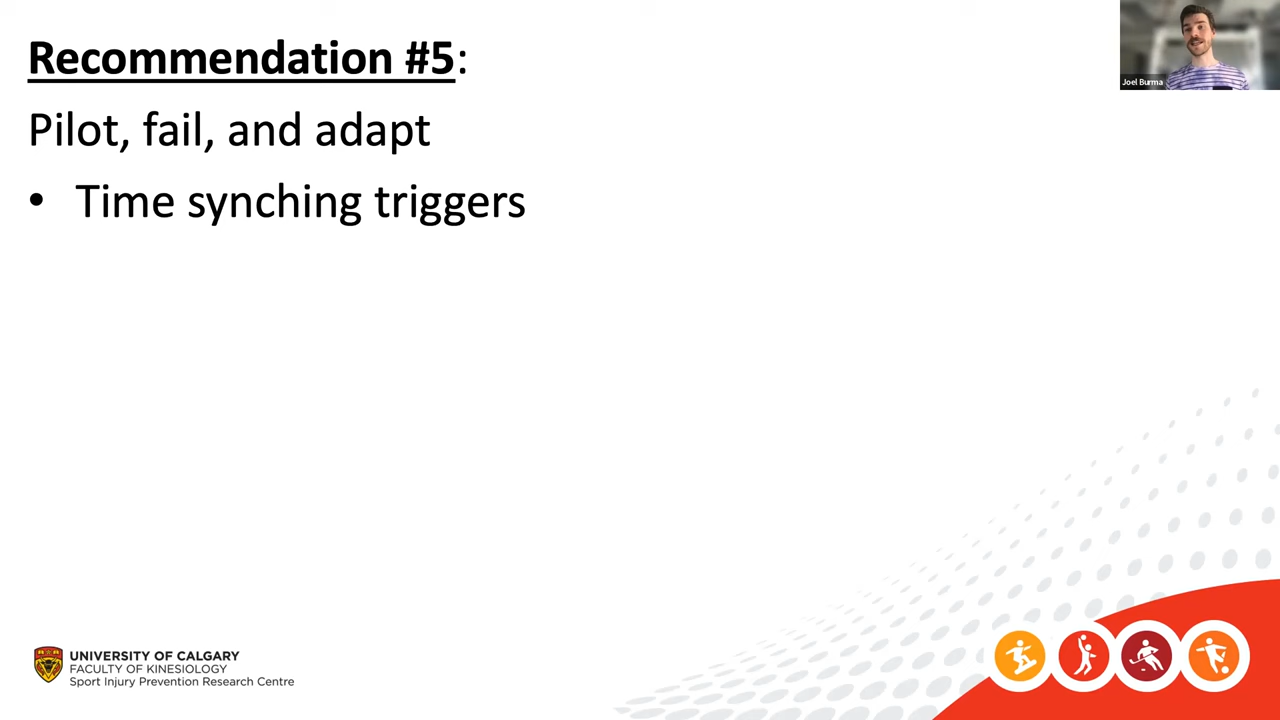 Recommendation #5:
Pilot, fail, and adapt
• Time synching triggers
Joel Burma
UNIVERSITY OF CALGARY
FACULTY OF KINESIOLOGY
Sport Injury Prevention Research Centre